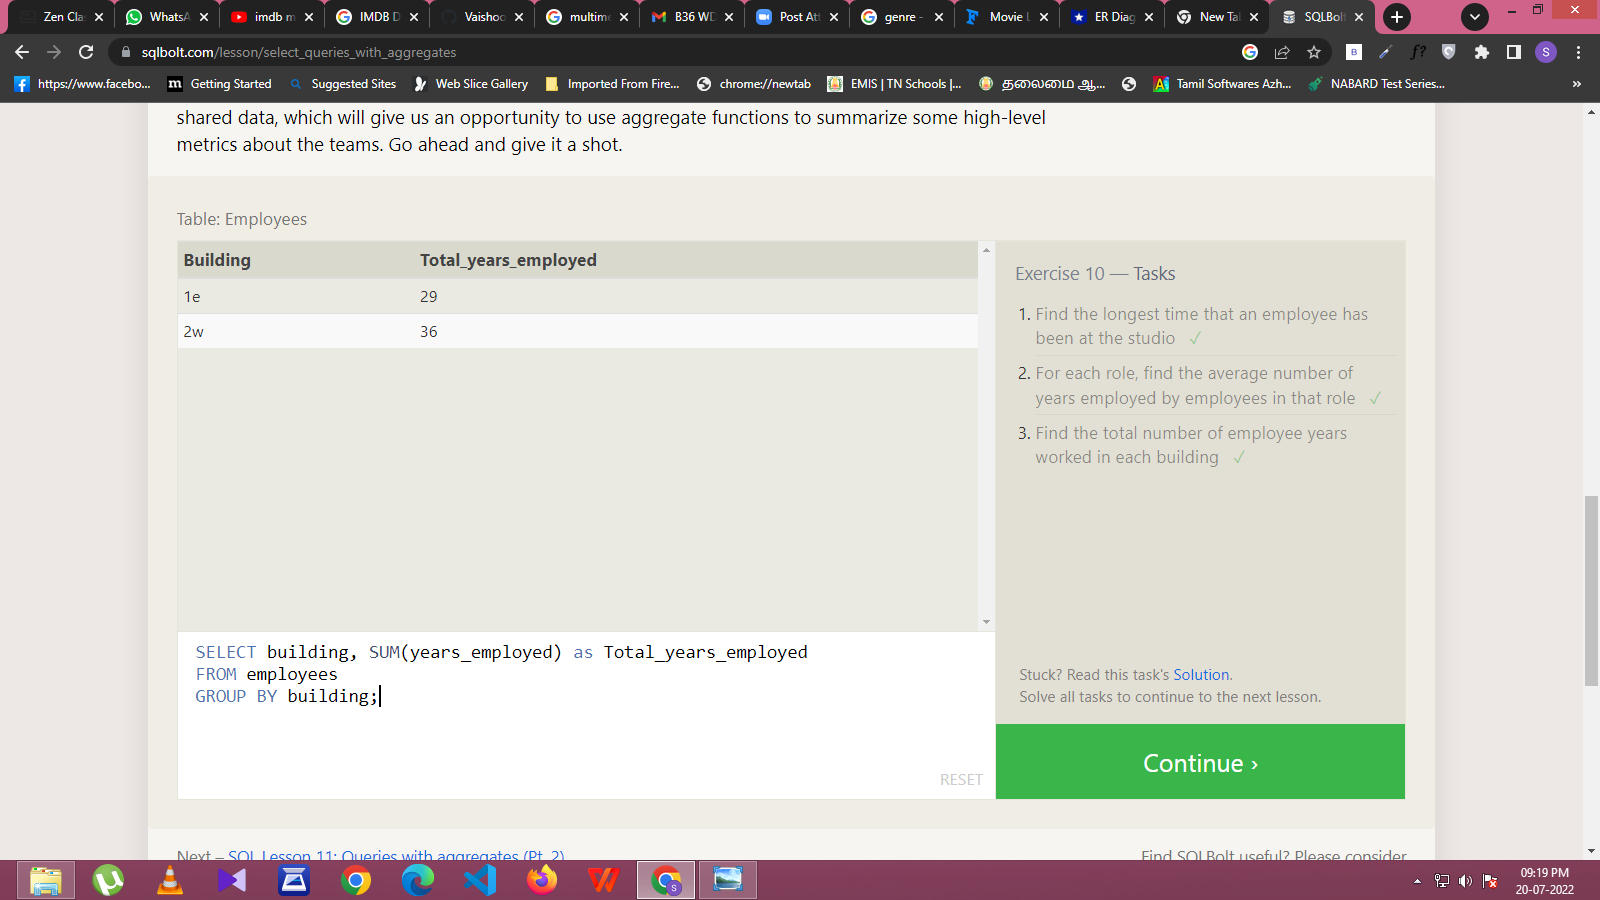 Zen Cla
WhatsA
imdb m
IMDB D
Vaishoo
multime
B36 WD
Post Att
genre -
Movie L
ER Diag
New Tab
SQLBolt
sqlbolt.com/lesson/select_queries_with_aggregates
https://www.facebo...
Getting Started
Suggested Sites
Web Slice Gallery
Imported From Fire...
chrome://newtab
EMIS | TN Schools |...
தலைமை ஆ...
Tamil Softwares Azh...
NABARD Test Series...
»
shared data, which will give us an opportunity to use aggregate functions to summarize some high-level
metrics about the teams. Go ahead and give it a shot.
Table: Employees
Building Total_years_employed
1e 29
2w 36
SELECT building, SUM(years_employed) as Total_years_employed
FROM employees
GROUP BY building;
RESET
Exercise 10 — Tasks
1. Find the longest time that an employee has
been at the studio ✓
2. For each role, find the average number of
years employed by employees in that role ✓
3. Find the total number of employee years
worked in each building ✓
Stuck? Read this task's Solution.
Solve all tasks to continue to the next lesson.
Continue ›
Next – SQL Lesson 11: Queries with aggregates (Pt. 2)
Find SQLBolt useful? Please consider
09:19 PM
20-07-2022